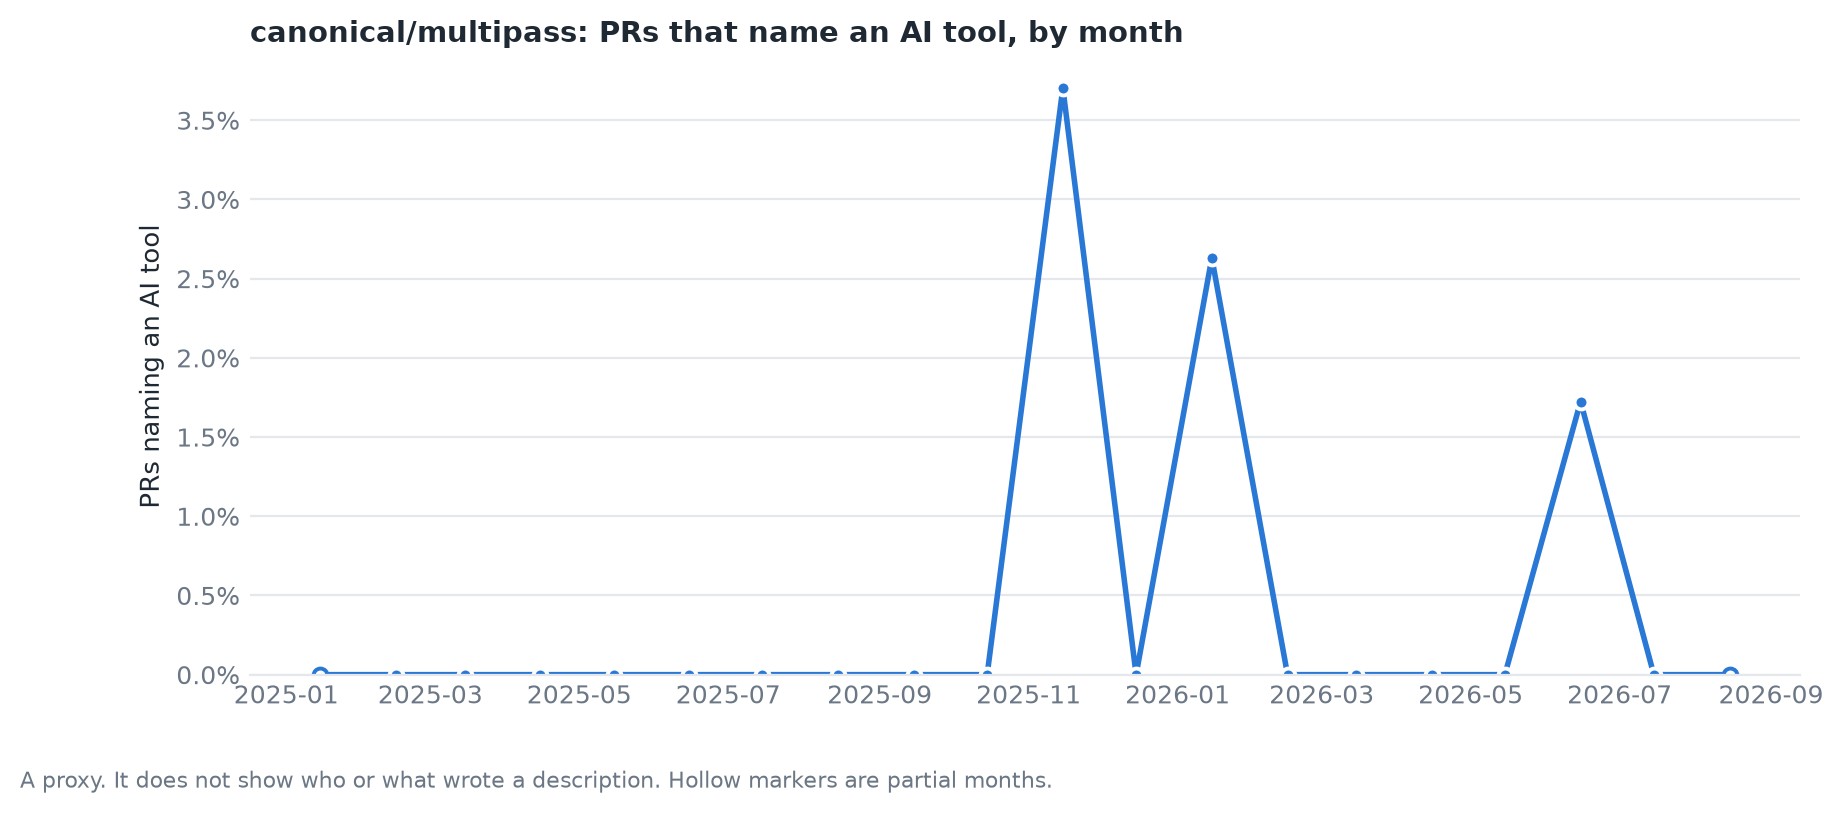 canonical/multipass: PRs that name an AI tool, by month
PRs naming an AI tool
3.5%
3.0%
2.5%
2.0%
1.5%
1.0%
0.5%
0.0%
2025-01 2025-03 2025-05 2025-07 2025-09 2025-11 2026-01 2026-03 2026-05 2026-07 2026-09
A proxy. It does not show who or what wrote a description. Hollow markers are partial months.